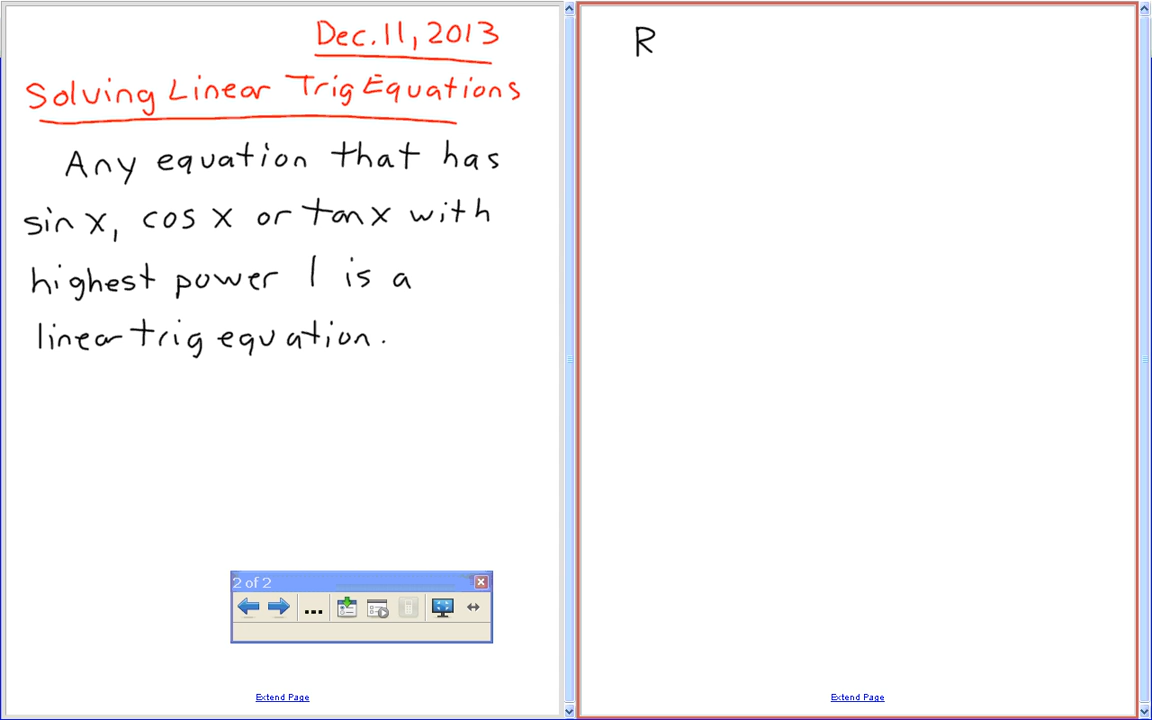 Dec. 11, 2013
Solving Linear Trig Equations
Any equation that has
sin x, cos x or tan x with
highest power 1 is a
linear trig equation.
2 of 2
...
Extend Page
R
Extend Page